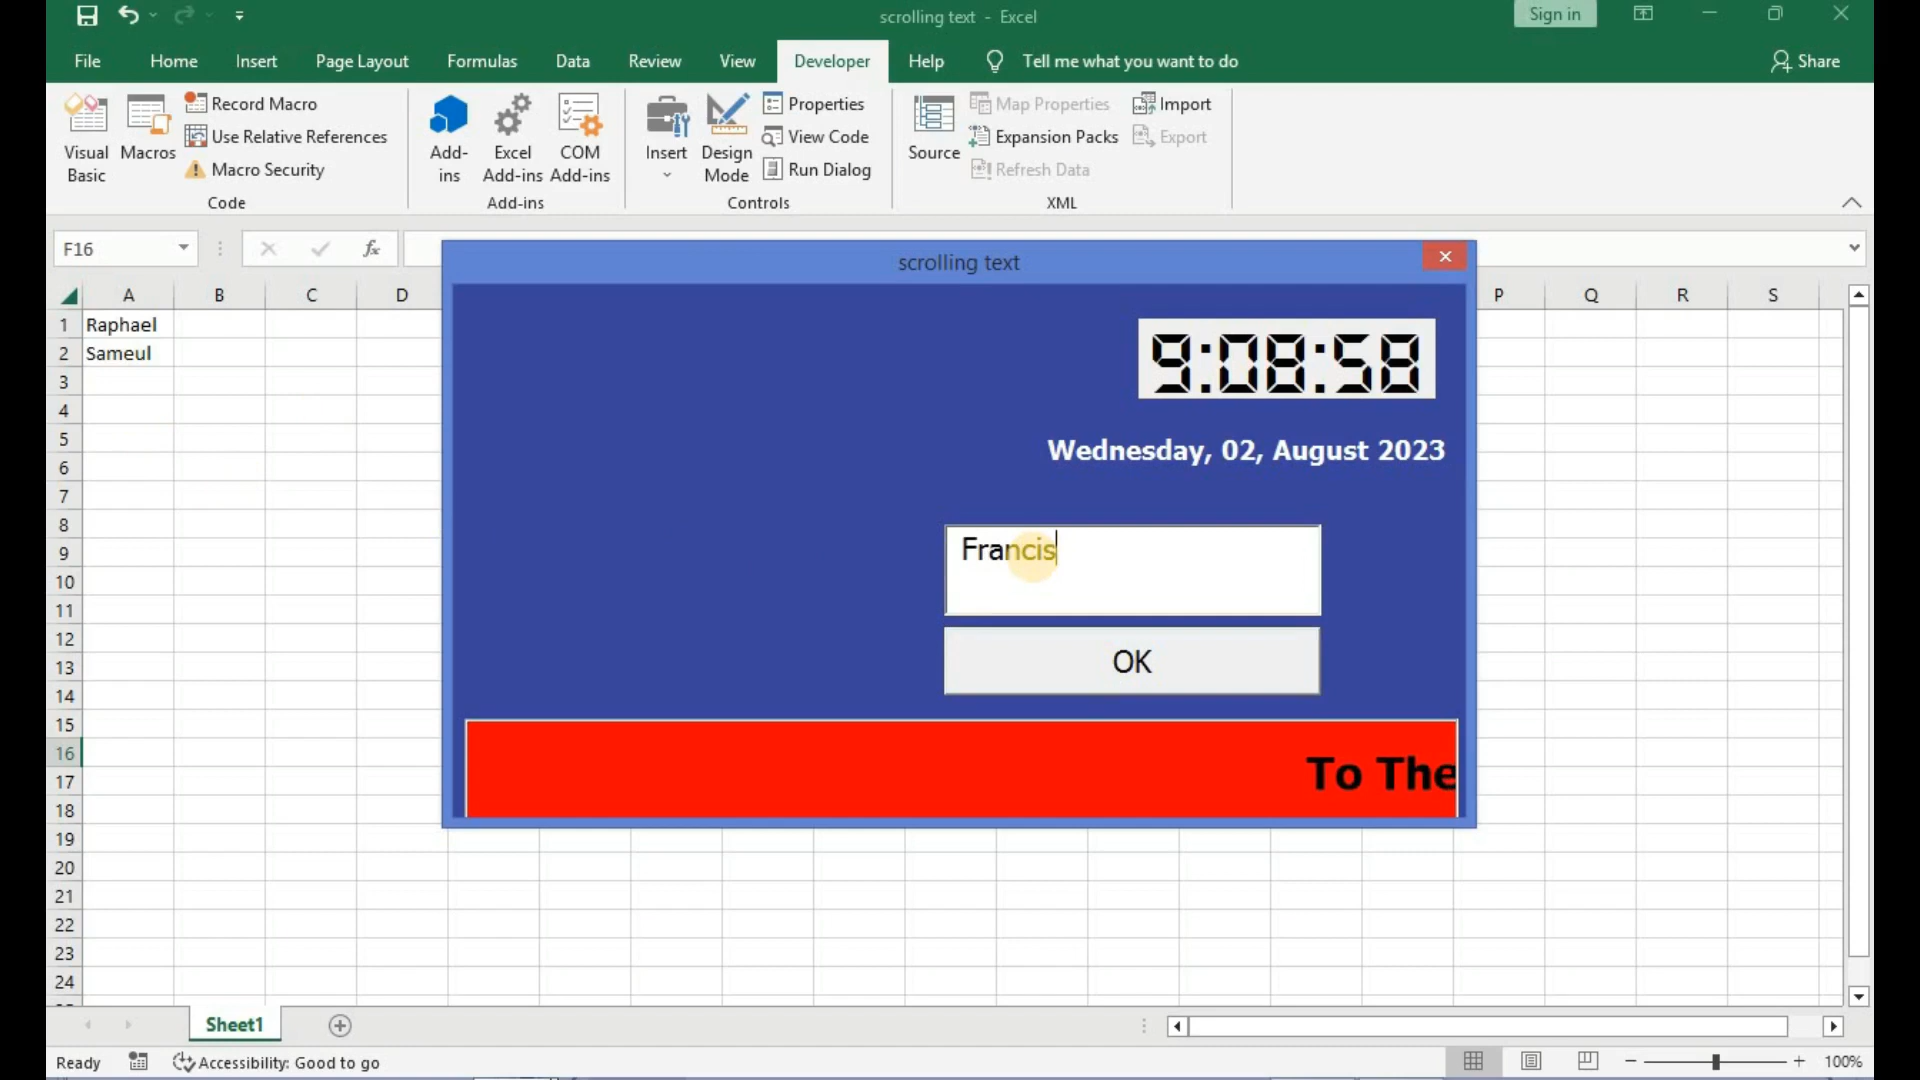 scrolling text - Excel
Sign in
File Home Insert Page Layout Formulas Data Review View Developer Help Tell me what you want to do Share
Visual Basic
Macros
Record Macro
Use Relative References
Macro Security
Code
Add-ins
Excel Add-ins
COM Add-ins
Add-ins
Insert
Design Mode
Properties
View Code
Run Dialog
Controls
Source
Map Properties
Expansion Packs
Refresh Data
Import
Export
XML
F16
fx
A B C D P Q R S
1 Raphael
2 Sameul
3
4
5
6
7
8
9
10
11
12
13
14
15
16
17
18
19
20
21
22
23
24
scrolling text
9:08:58
Wednesday, 02, August 2023
Francis
OK
To The
Sheet1
Ready
Accessibility: Good to go
100%